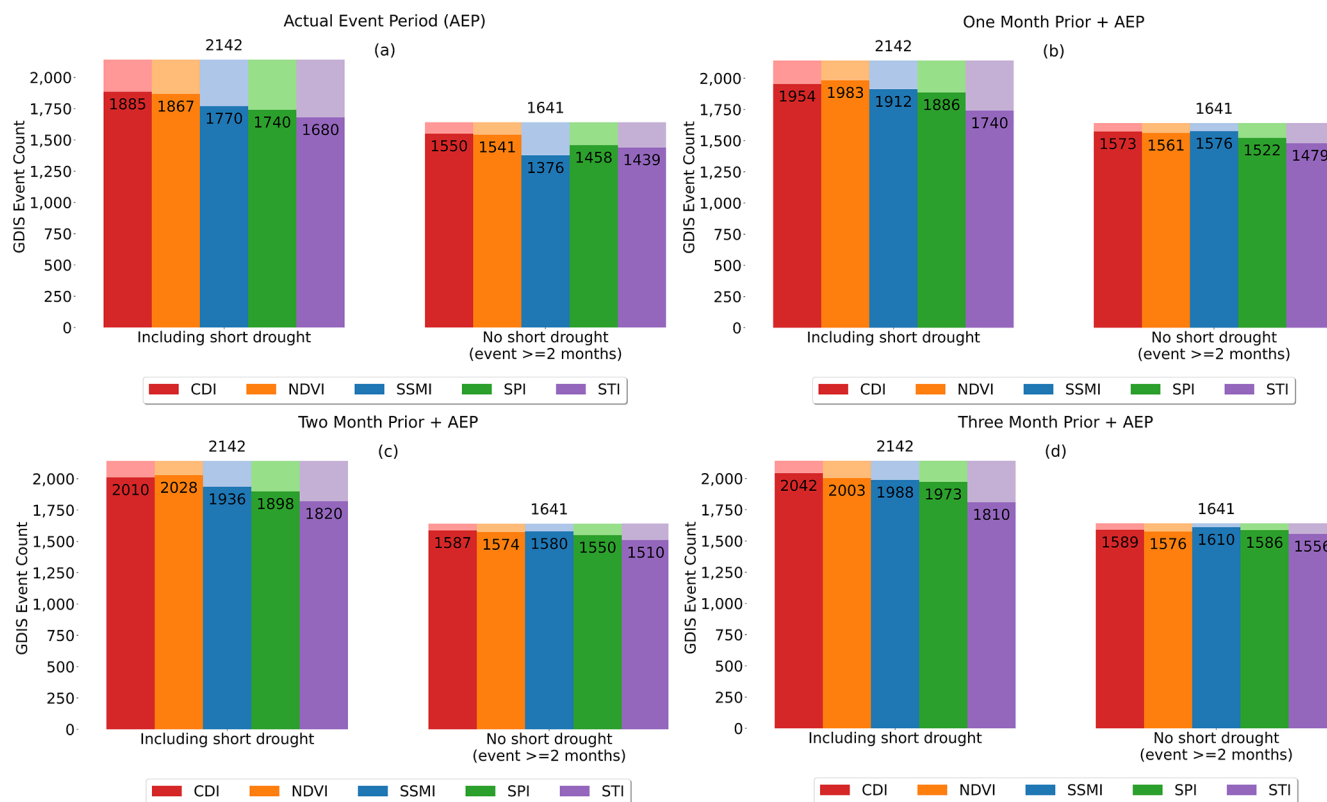 Actual Event Period (AEP)
(a)
2142
1641
GDIS Event Count
2,000
1,750
1,500
1,250
1,000
750
500
250
0
1885 1867 1770 1740 1680
1550 1541 1376 1458 1439
Including short drought
No short drought
(event >=2 months)
CDI NDVI SSMI SPI STI
One Month Prior + AEP
(b)
2142
1641
GDIS Event Count
2,000
1,750
1,500
1,250
1,000
750
500
250
0
1954 1983 1912 1886 1740
1573 1561 1576 1522 1479
Including short drought
No short drought
(event >=2 months)
CDI NDVI SSMI SPI STI
Two Month Prior + AEP
(c)
2142
1641
GDIS Event Count
2,000
1,750
1,500
1,250
1,000
750
500
250
0
2010 2028 1936 1898 1820
1587 1574 1580 1550 1510
Including short drought
No short drought
(event >=2 months)
CDI NDVI SSMI SPI STI
Three Month Prior + AEP
(d)
2142
1641
GDIS Event Count
2,000
1,750
1,500
1,250
1,000
750
500
250
0
2042 2003 1988 1973 1810
1589 1576 1610 1586 1556
Including short drought
No short drought
(event >=2 months)
CDI NDVI SSMI SPI STI